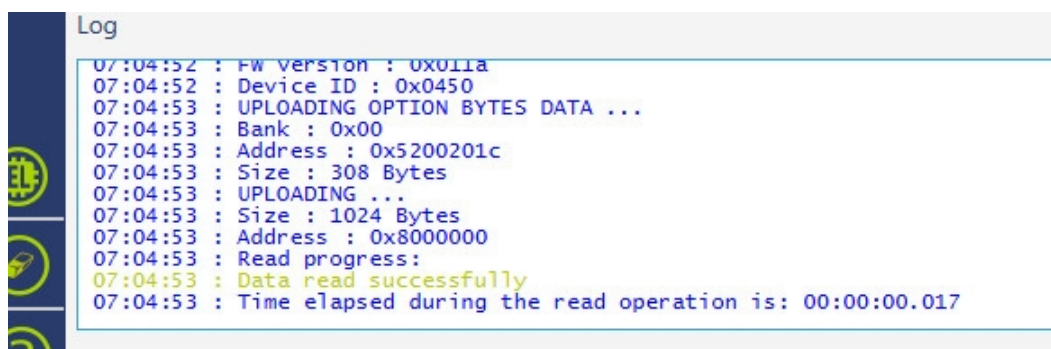 Log
07:04:52 : FW version : 0x011a
07:04:52 : Device ID : 0x0450
07:04:53 : UPLOADING OPTION BYTES DATA ...
07:04:53 : Bank : 0x00
07:04:53 : Address : 0x5200201c
07:04:53 : Size : 308 Bytes
07:04:53 : UPLOADING ...
07:04:53 : Size : 1024 Bytes
07:04:53 : Address : 0x8000000
07:04:53 : Read progress:
07:04:53 : Data read successfully
07:04:53 : Time elapsed during the read operation is: 00:00:00.017